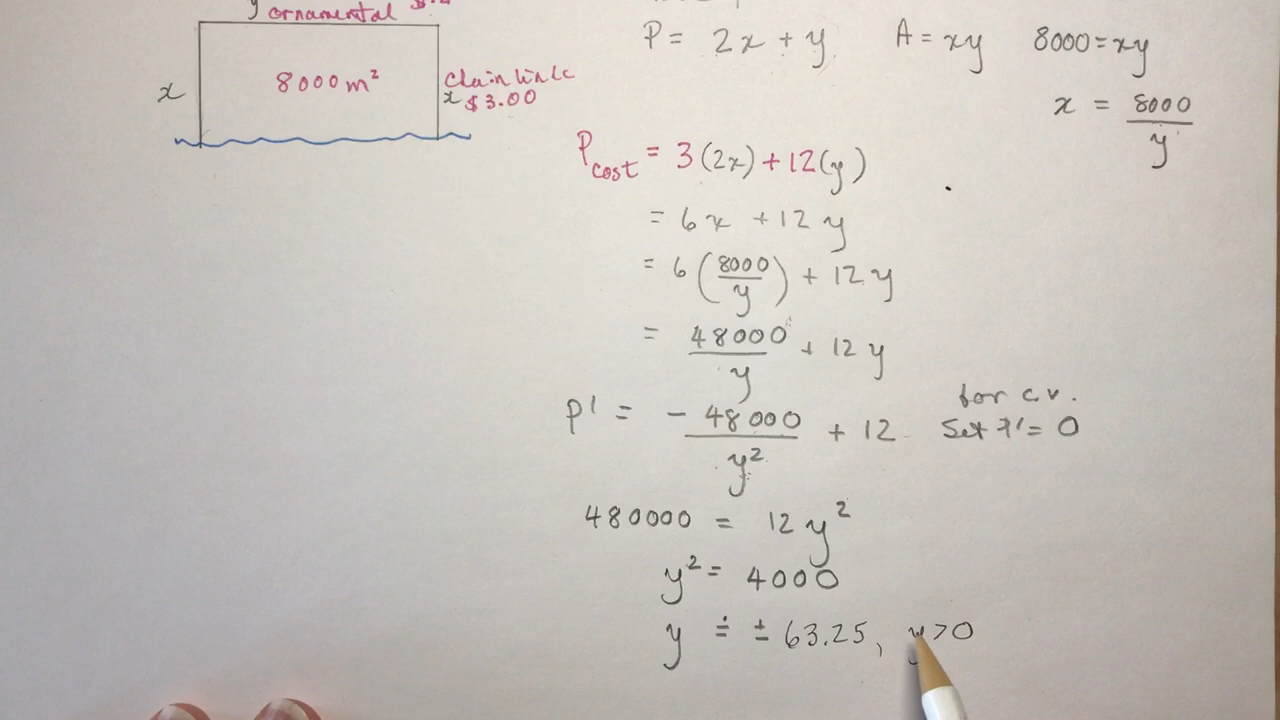 y ornamental
x 8000 m² chain link
x $3.00
P = 2x + y A = xy 8000 = xy
x = 8000/y
P cost = 3(2x) + 12(y)
= 6x + 12y
= 6(8000/y) + 12y
= 48000/y + 12y
P' = - 48000/y² + 12 for c.v.
Set P' = 0
480000 = 12y²
y² = 4000
y ≑ ± 63.25, y>0